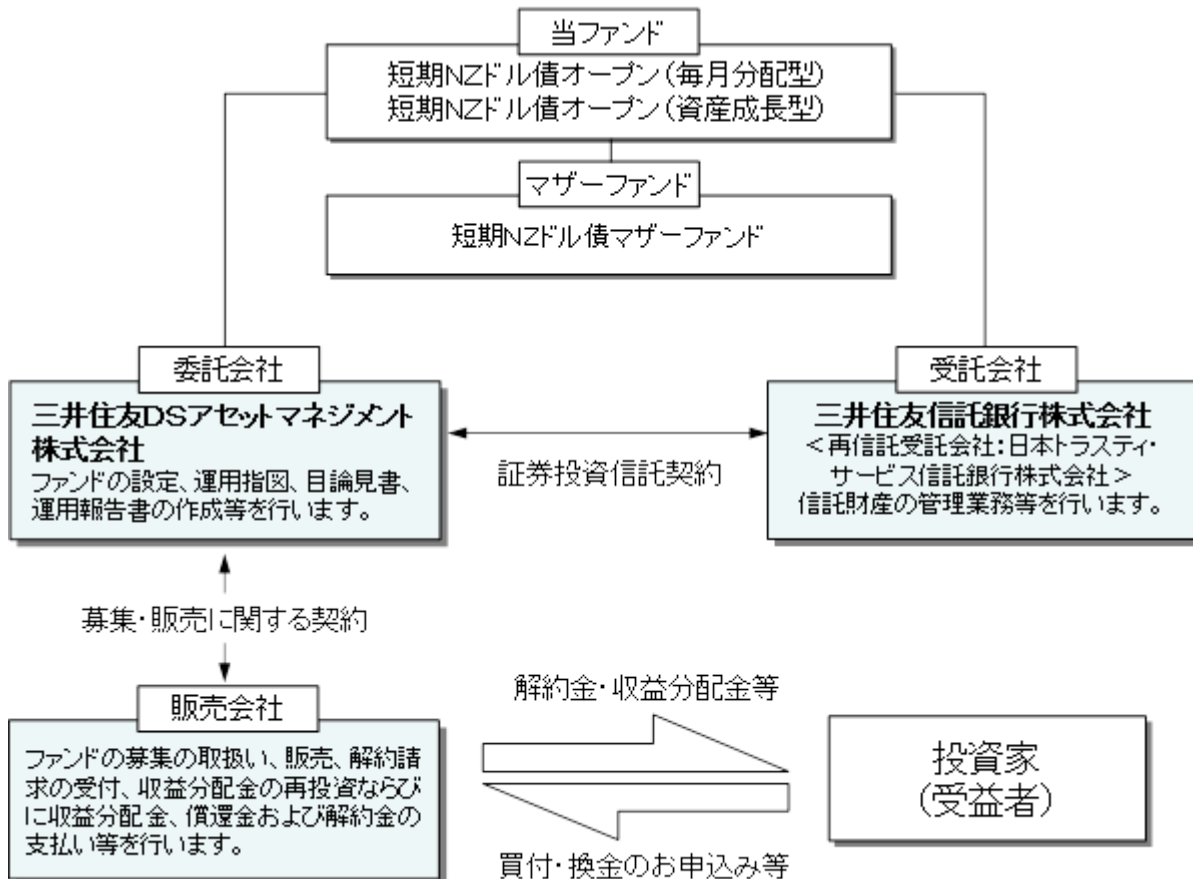 当ファンド
短期NZドル債オープン(毎月分配型)
短期NZドル債オープン(資産成長型)
マザーファンド
短期NZドル債マザーファンド
委託会社
三井住友DSアセットマネジメント
株式会社
ファンドの設定、運用指図、目論見書、
運用報告書の作成等を行います。
証券投資信託契約
受託会社
三井住友信託銀行株式会社
<再信託受託会社:日本トラスティ・
サービス信託銀行株式会社>
信託財産の管理業務等を行います。
募集・販売に関する契約
販売会社
ファンドの募集の取扱い、販売、解約請
求の受付、収益分配金の再投資ならび
に収益分配金、償還金および解約金の
支払い等を行います。
解約金・収益分配金等
買付・換金のお申込み等
投資家
(受益者)